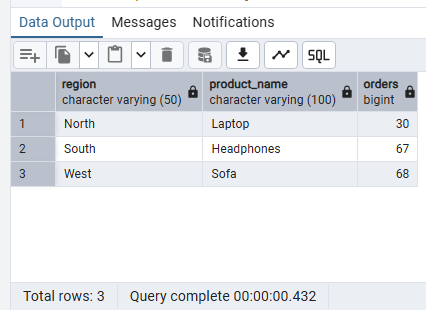 Data Output Messages Notifications
SQL
region product_name orders
character varying (50) character varying (100) bigint
1 North Laptop 30
2 South Headphones 67
3 West Sofa 68
Total rows: 3 Query complete 00:00:00.432